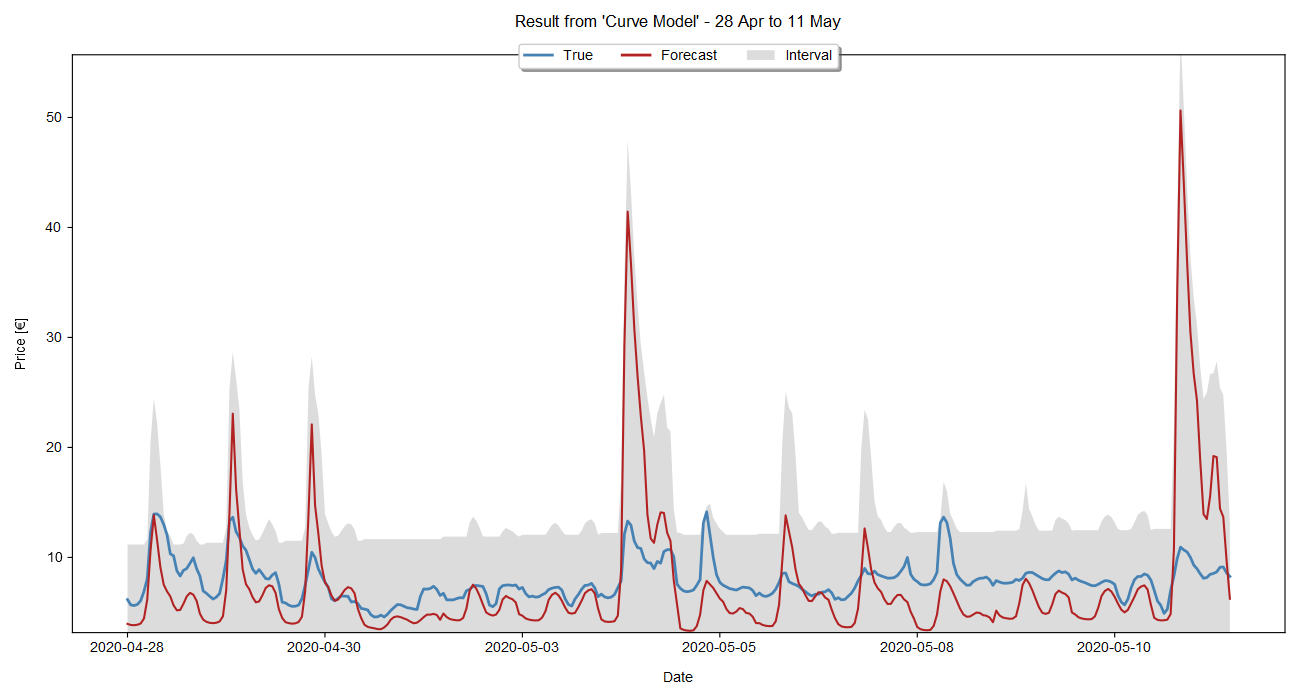 Result from 'Curve Model' - 28 Apr to 11 May
True Forecast Interval
50
40
30
20
10
Price [€]
2020-04-28 2020-04-30 2020-05-03 2020-05-05 2020-05-08 2020-05-10
Date